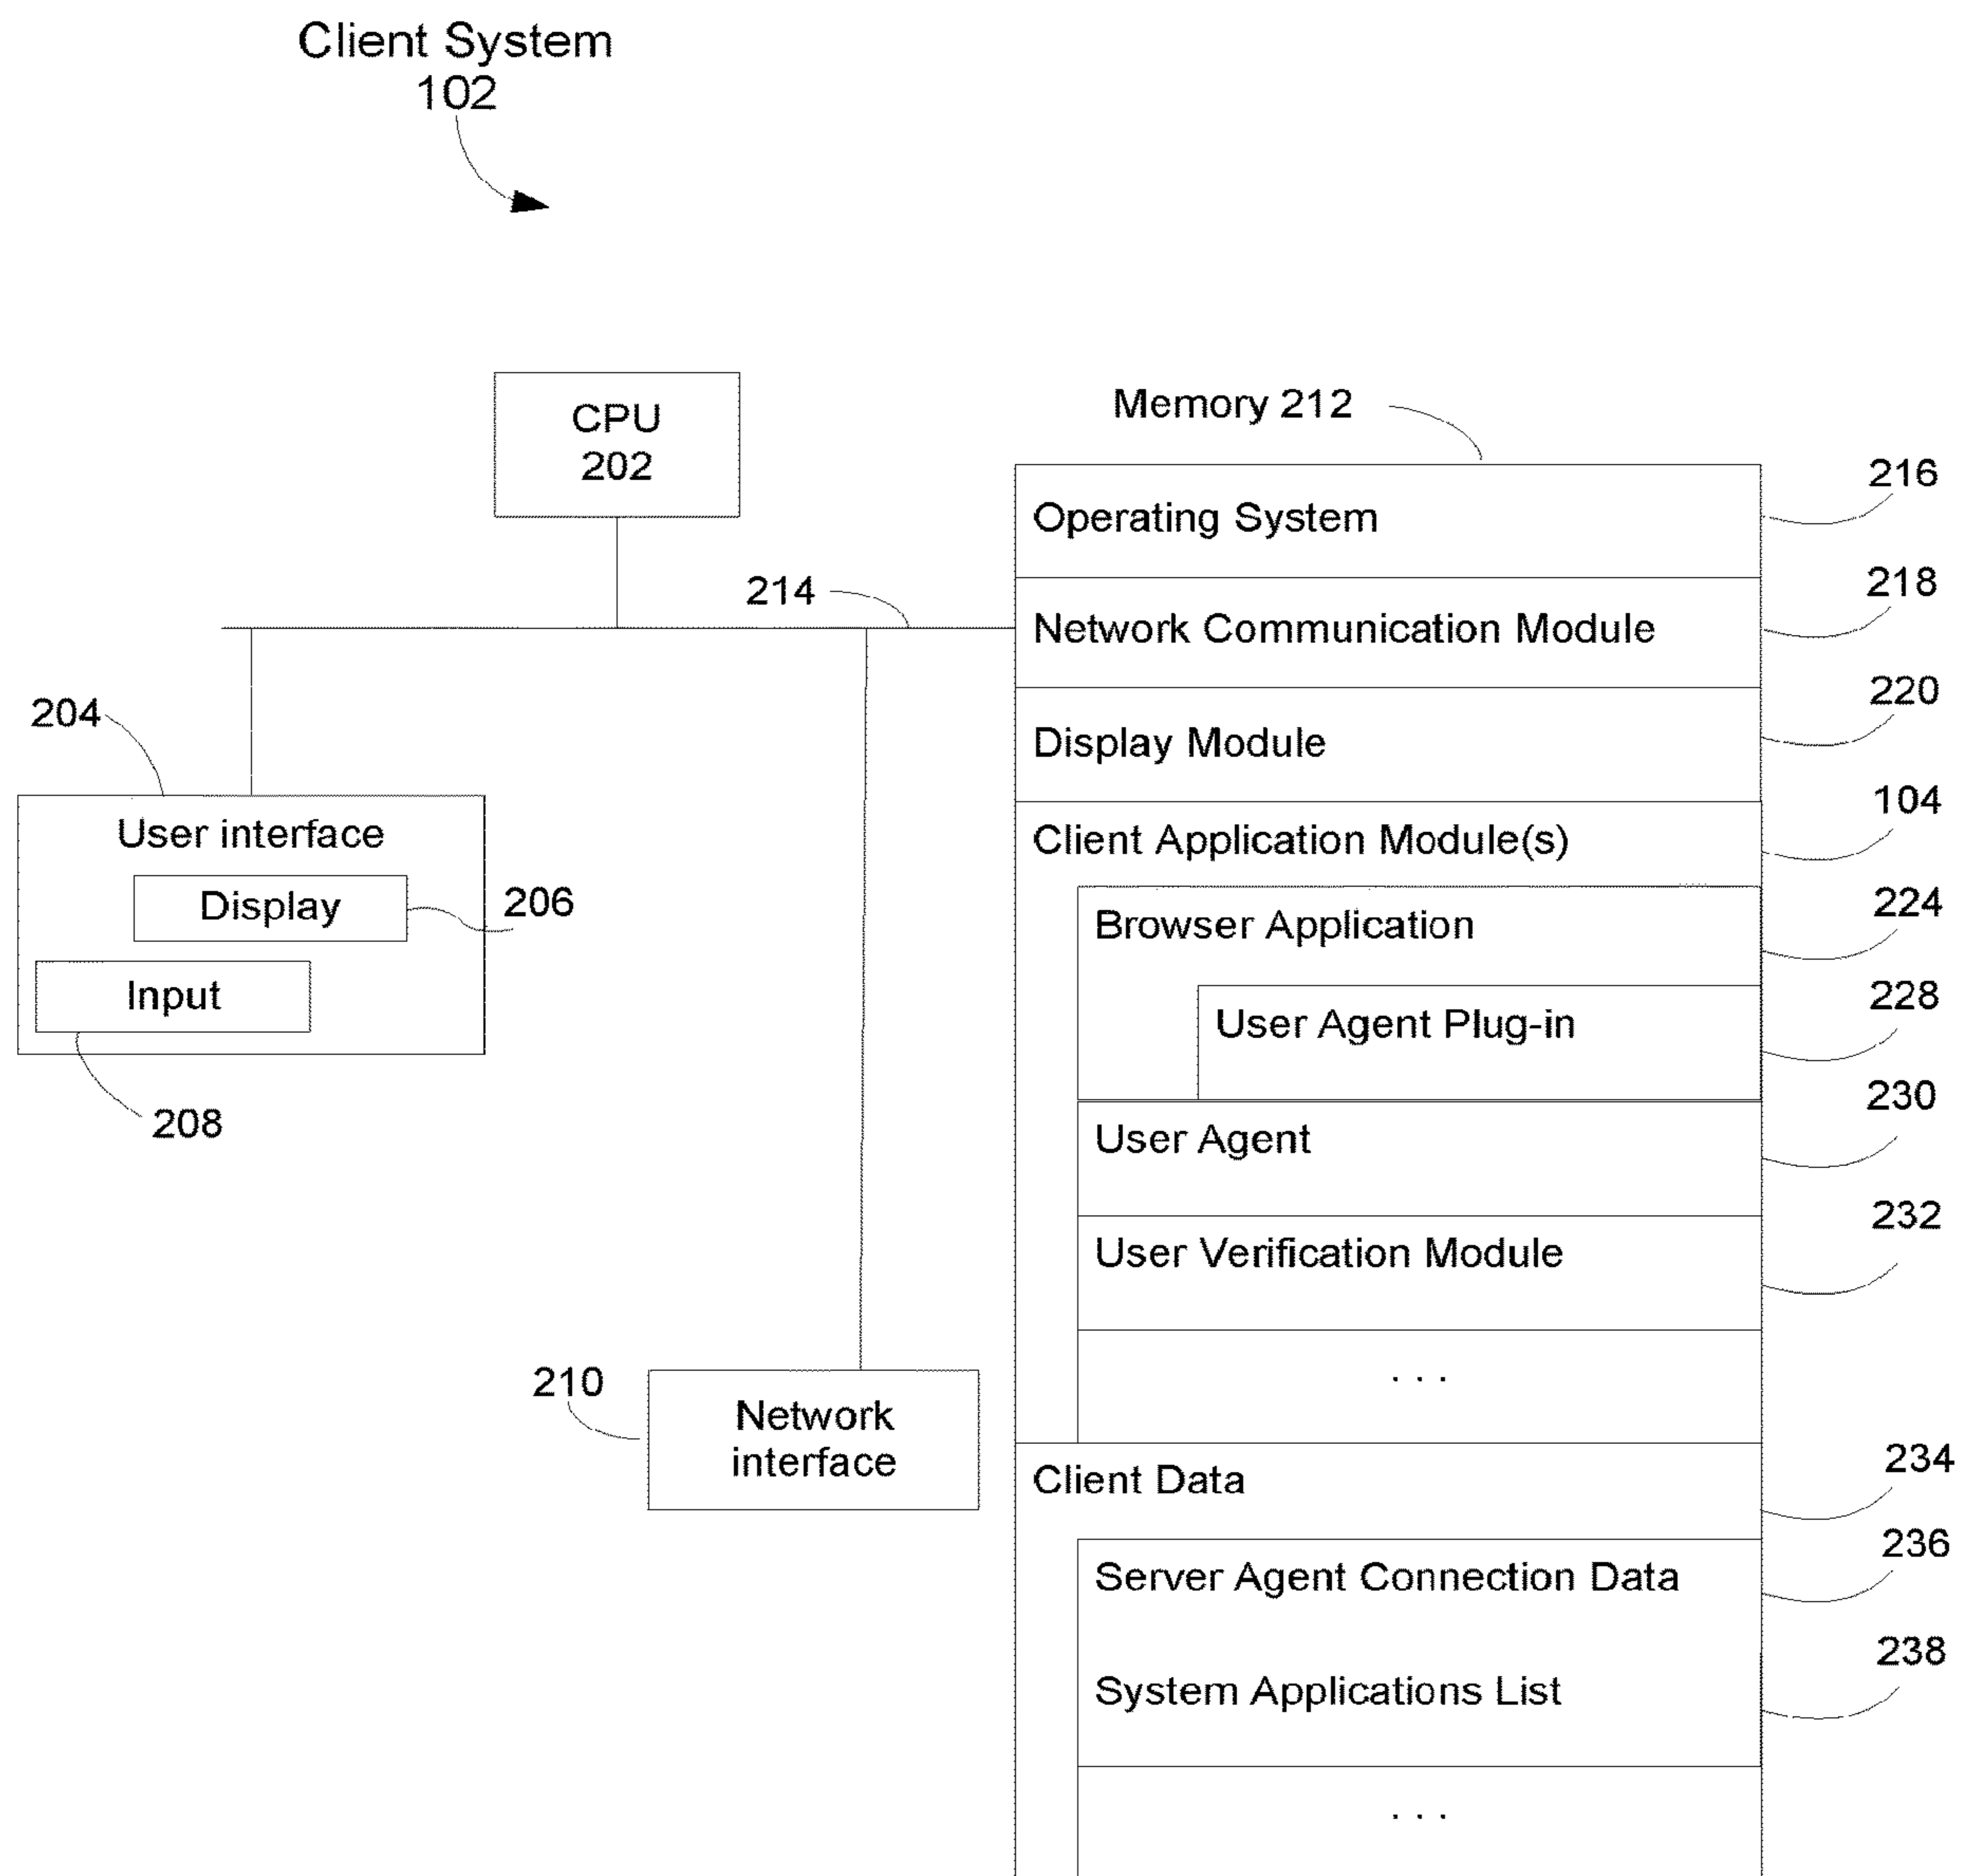 Client System
102
CPU
202
Memory 212
216
Operating System
214
218
Network Communication Module
204
220
Display Module
User interface
104
Client Application Module(s)
Display
206
224
Browser Application
Input
228
User Agent Plug-in
208
230
User Agent
232
User Verification Module
. . .
210
Network
interface
234
Client Data
236
Server Agent Connection Data
238
System Applications List
. . .